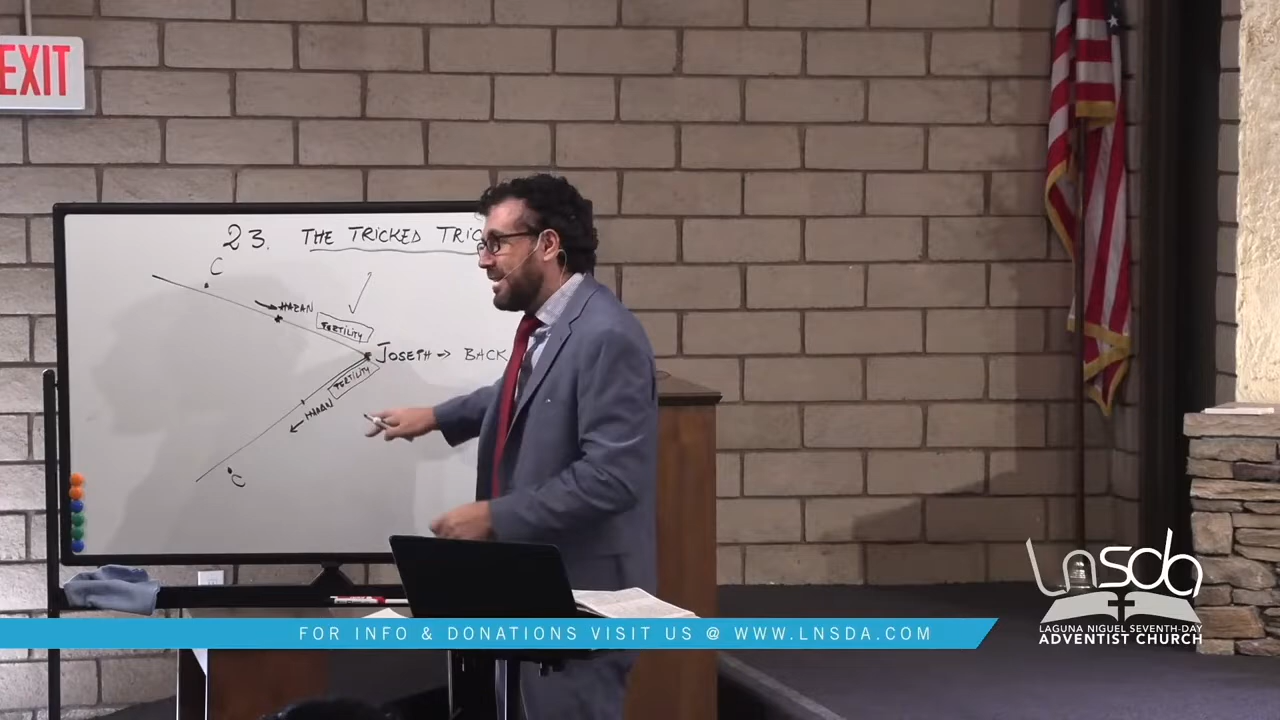 EXIT
23. THE TRICKED TRIC
C
HAZAN
FERTILITY
JOSEPH → BACK
FERTILITY
HARAN
C
LNSDA
LAGUNA NIGUEL SEVENTH-DAY
ADVENTIST CHURCH
FOR INFO & DONATIONS VISIT US @ WWW.LNSDA.COM